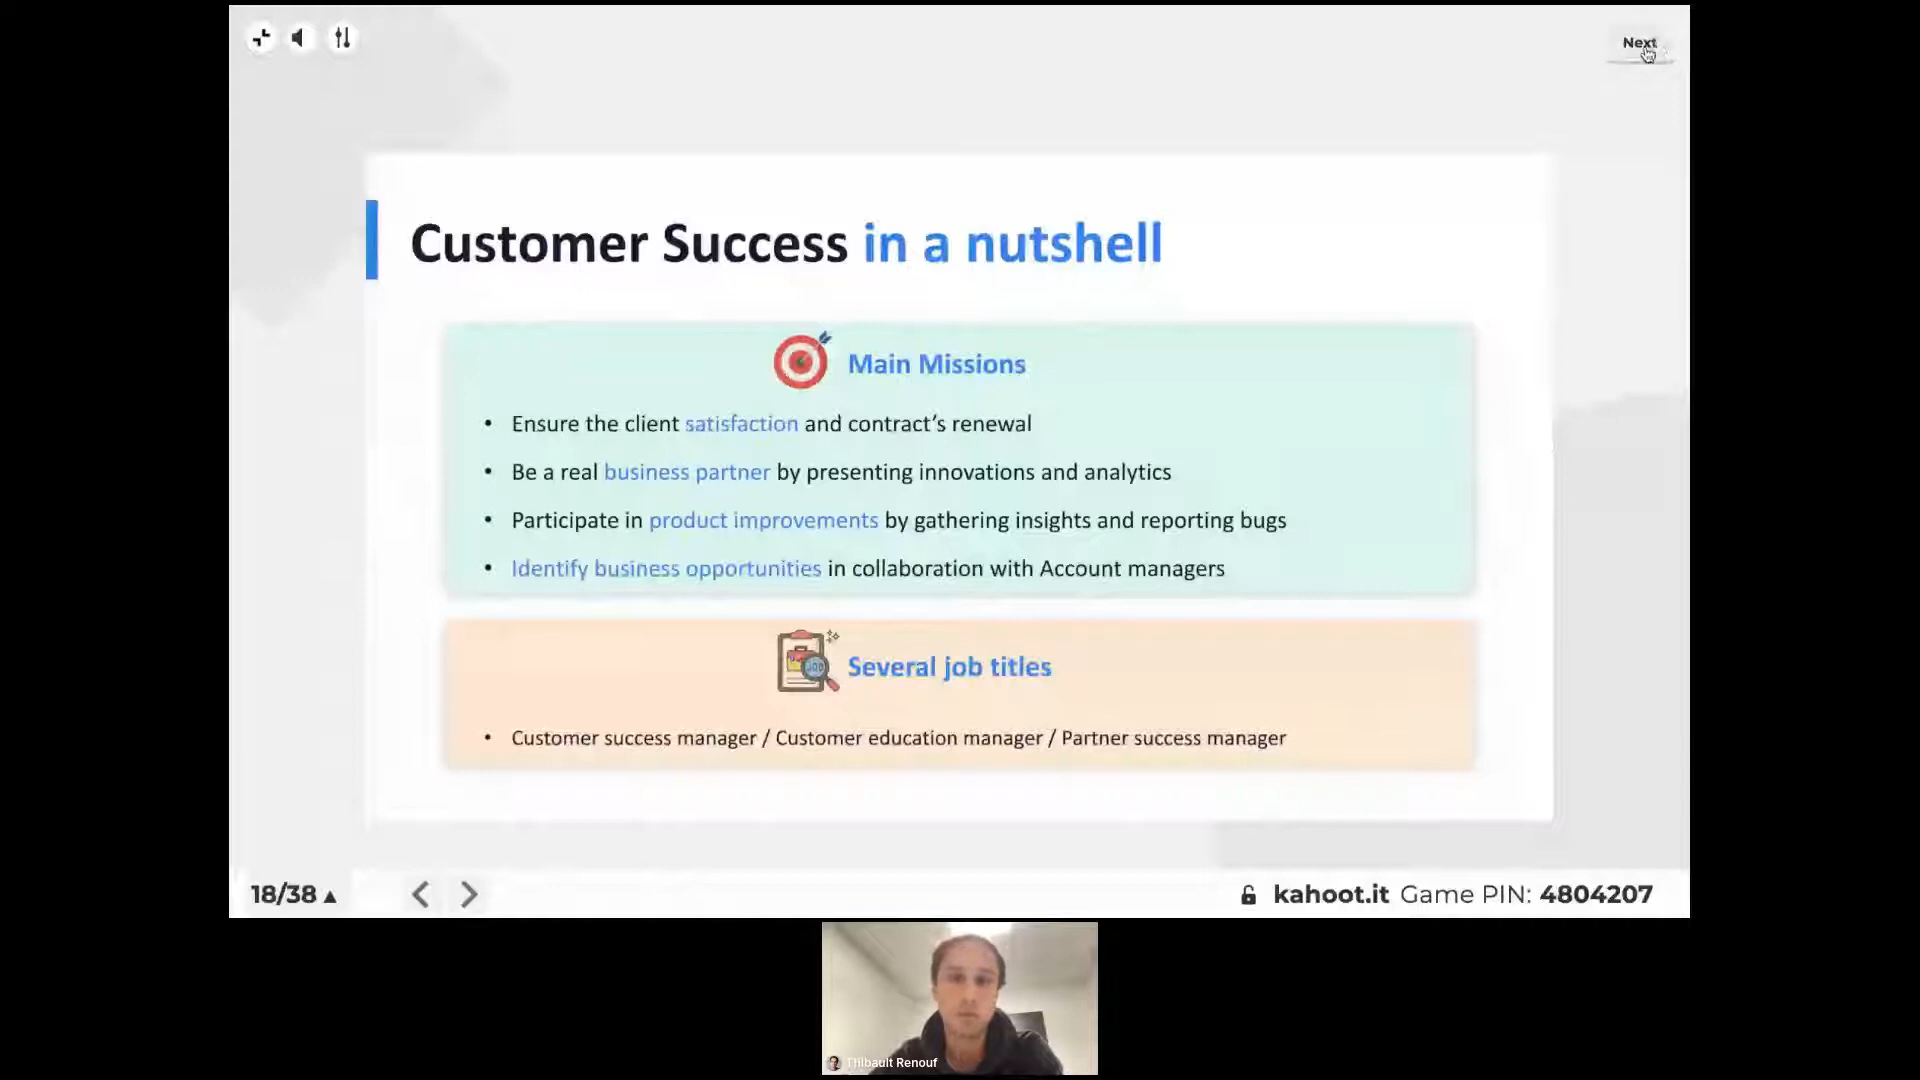 Next
Customer Success in a nutshell
Main Missions
• Ensure the client satisfaction and contract’s renewal
• Be a real business partner by presenting innovations and analytics
• Participate in product improvements by gathering insights and reporting bugs
• Identify business opportunities in collaboration with Account managers
JOB
Several job titles
• Customer success manager / Customer education manager / Partner success manager
18/38 ▲
kahoot.it Game PIN: 4804207
Thibault Renouf